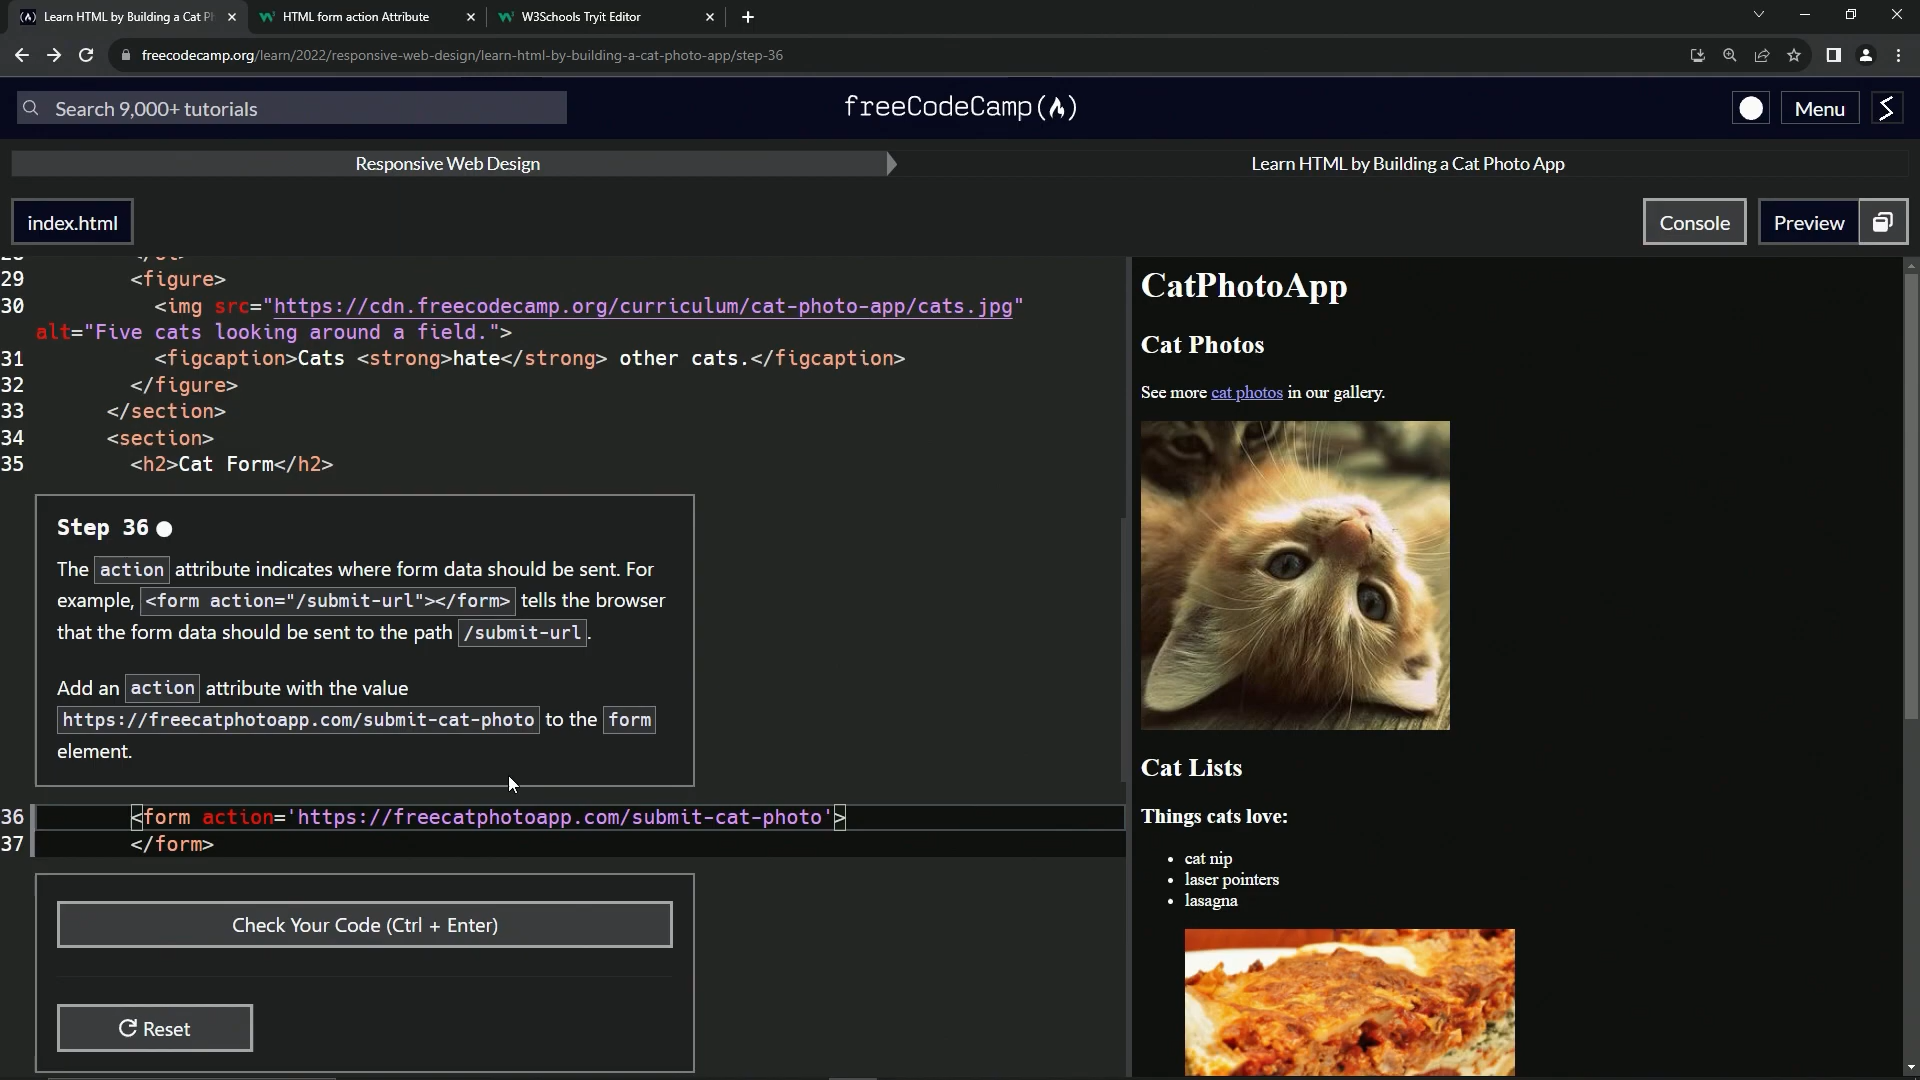 Learn HTML by Building a Cat Ph
HTML form action Attribute
W3Schools Tryit Editor
freecodecamp.org/learn/2022/responsive-web-design/learn-html-by-building-a-cat-photo-app/step-36
Search 9,000+ tutorials
freeCodeCamp(🔥)
Menu
Responsive Web Design
Learn HTML by Building a Cat Photo App
index.html
Console
Preview
29 <figure>
30 <img src="https://cdn.freecodecamp.org/curriculum/cat-photo-app/cats.jpg"
alt="Five cats looking around a field.">
31 <figcaption>Cats <strong>hate</strong> other cats.</figcaption>
32 </figure>
33 </section>
34 <section>
35 <h2>Cat Form</h2>
Step 36
The action attribute indicates where form data should be sent. For
example, <form action="/submit-url"></form> tells the browser
that the form data should be sent to the path /submit-url.
Add an action attribute with the value
https://freecatphotoapp.com/submit-cat-photo to the form
element.
36 <form action='https://freecatphotoapp.com/submit-cat-photo'>
37 </form>
Check Your Code (Ctrl + Enter)
Reset
CatPhotoApp
Cat Photos
See more cat photos in our gallery.
Cat Lists
Things cats love:
• cat nip
• laser pointers
• lasagna